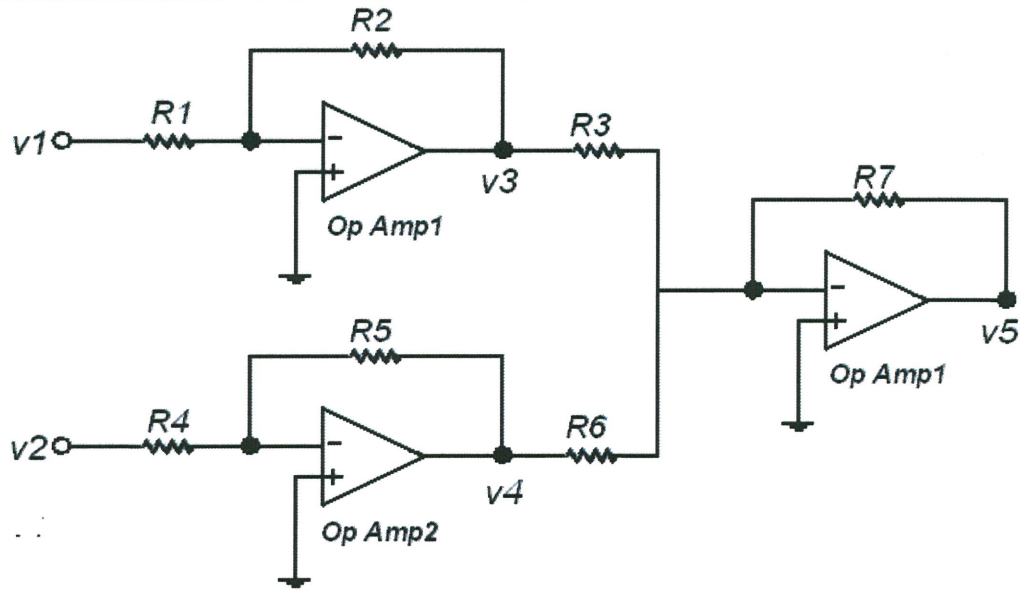 R2
R1
v1
-
+
v3
R3
Op Amp1
R7
-
+
v5
Op Amp1
R5
R4
v2
-
+
v4
R6
Op Amp2